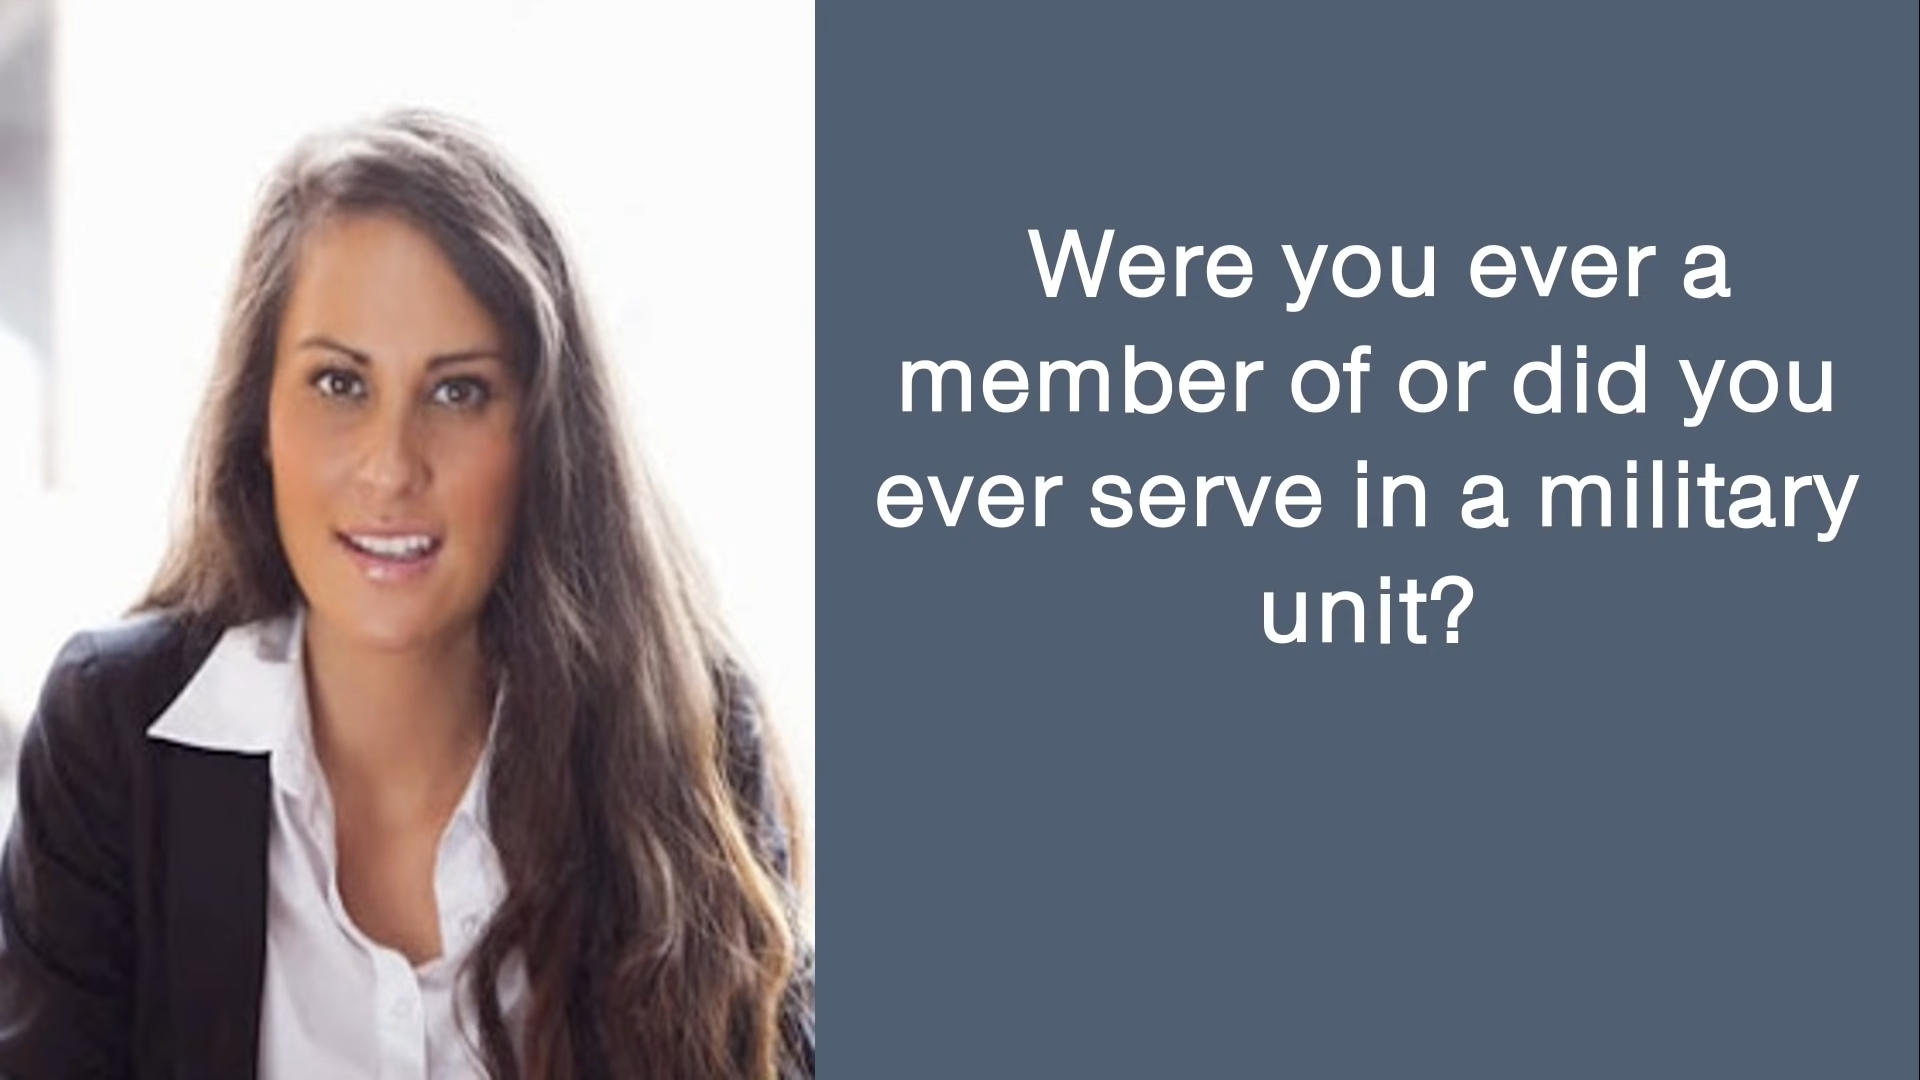 Were you ever a
member of or did you
ever serve in a military
unit?